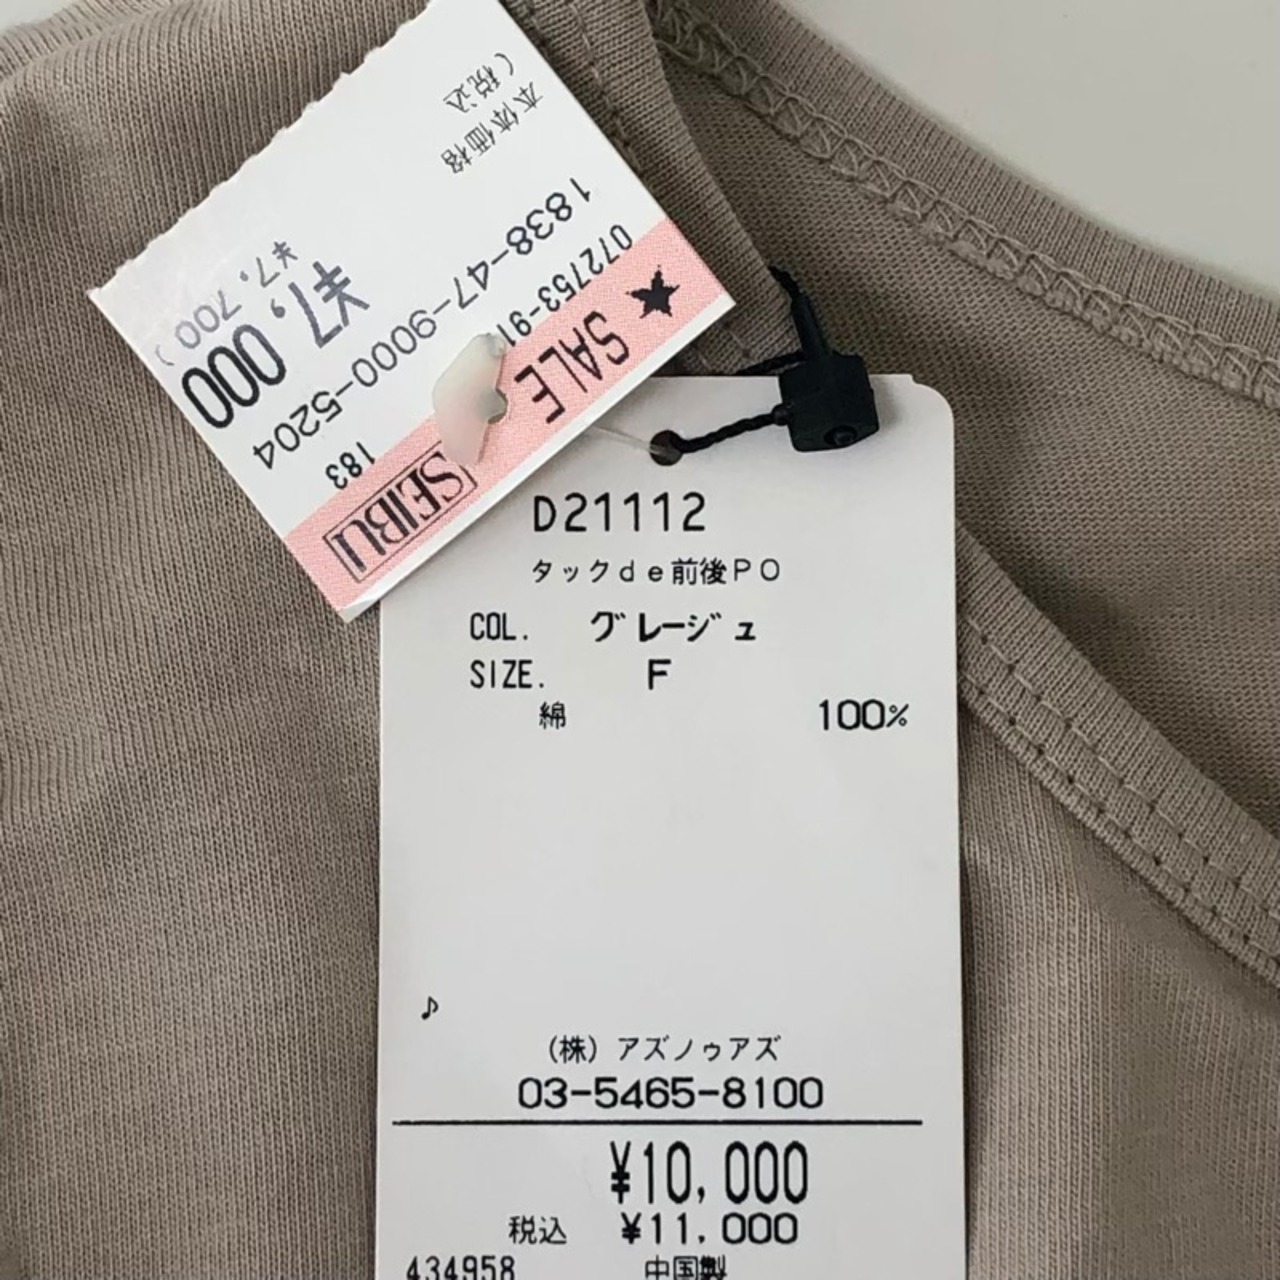 本体価格
(税込
¥7,000
¥7,700)
1838-47-9000-5204
072753-91
183
★
SALE
SEIBU
D21112
タックde前後PO
COL. グレージュ
SIZE. F
綿 100%
♪
(株)アズノゥアズ
03-5465-8100
¥10,000
税込 ¥11,000
434958 中国製